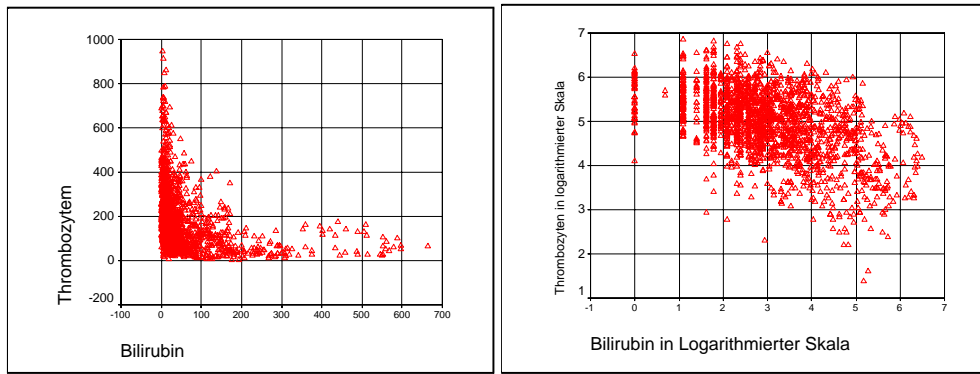 Thrombozytem
1000
800
600
400
200
0
-200
-100 0 100 200 300 400 500 600 700
Bilirubin
Thrombozyten in logarithmierter Skala
7
6
5
4
3
2
1
-1 0 1 2 3 4 5 6 7
Bilirubin in Logarithmierter Skala